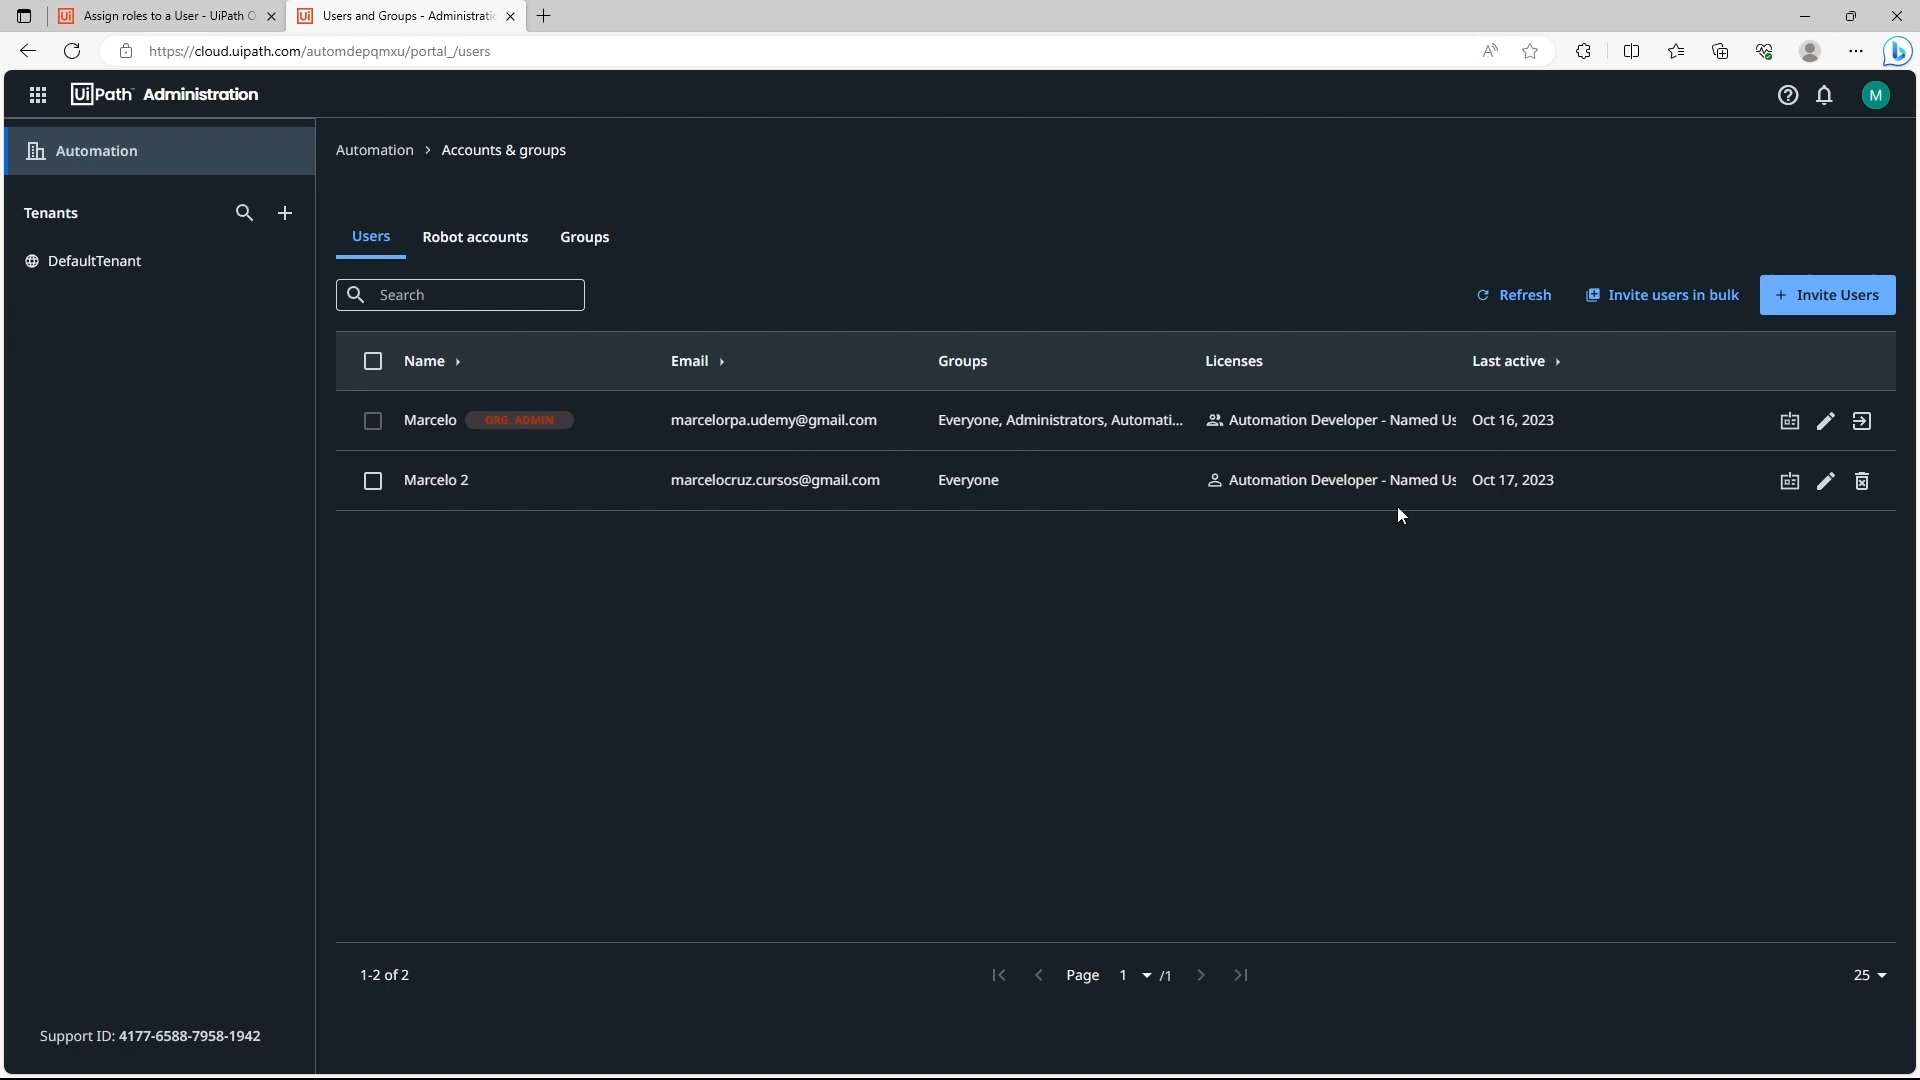 Assign roles to a User - UiPath O
Users and Groups - Administratio
https://cloud.uipath.com/automdepqmxu/portal_/users
UiPath Administration
M
Automation
Automation > Accounts & groups
Tenants
DefaultTenant
Users Robot accounts Groups
Search
Refresh Invite users in bulk + Invite Users
Name Email Groups Licenses Last active
Marcelo ORG. ADMIN marcelorpa.udemy@gmail.com Everyone, Administrators, Automati... Automation Developer - Named Us Oct 16, 2023
Marcelo 2 marcelocruz.cursos@gmail.com Everyone Automation Developer - Named Us Oct 17, 2023
1-2 of 2 Page 1 /1 25
Support ID: 4177-6588-7958-1942